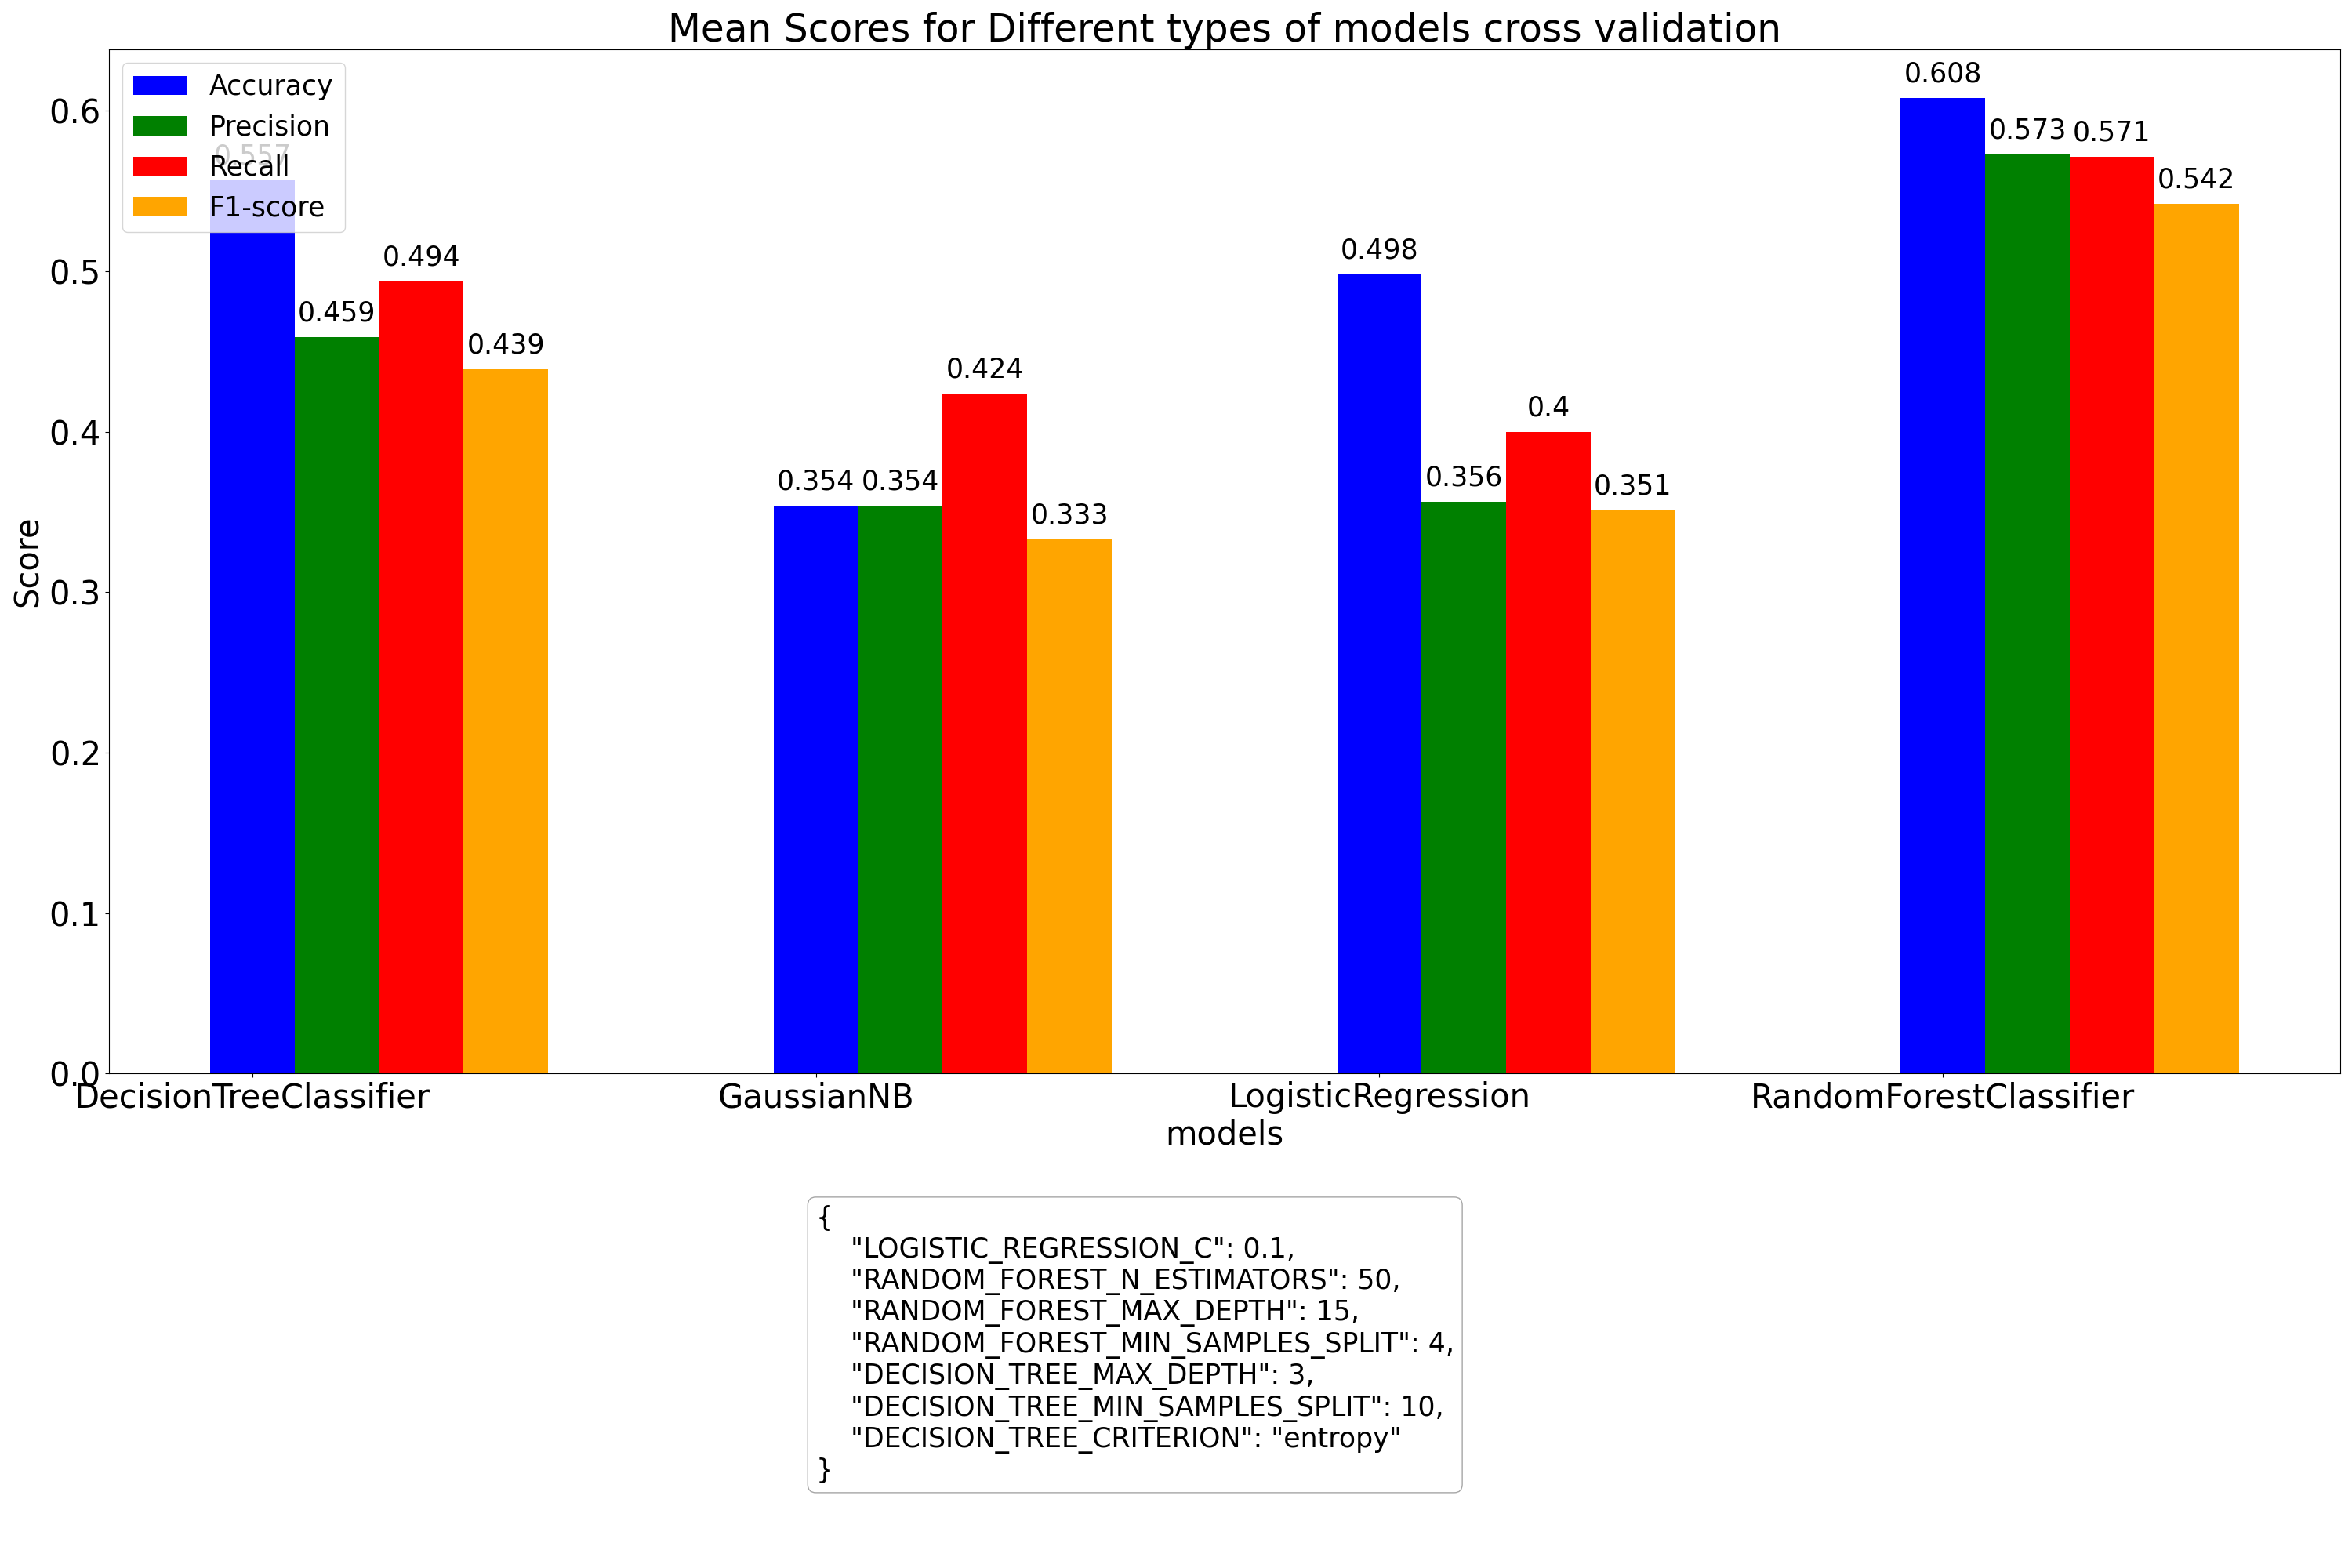 Mean Scores for Different types of models cross validation
Accuracy
Precision
Recall
F1-score
0.6
0.5
0.4
0.3
0.2
0.1
0.0
Score
0.557
0.459
0.494
0.439
0.354
0.354
0.424
0.333
0.498
0.356
0.4
0.351
0.608
0.573
0.571
0.542
DecisionTreeClassifier
GaussianNB
LogisticRegression
RandomForestClassifier
models
{
"LOGISTIC_REGRESSION_C": 0.1,
"RANDOM_FOREST_N_ESTIMATORS": 50,
"RANDOM_FOREST_MAX_DEPTH": 15,
"RANDOM_FOREST_MIN_SAMPLES_SPLIT": 4,
"DECISION_TREE_MAX_DEPTH": 3,
"DECISION_TREE_MIN_SAMPLES_SPLIT": 10,
"DECISION_TREE_CRITERION": "entropy"
}